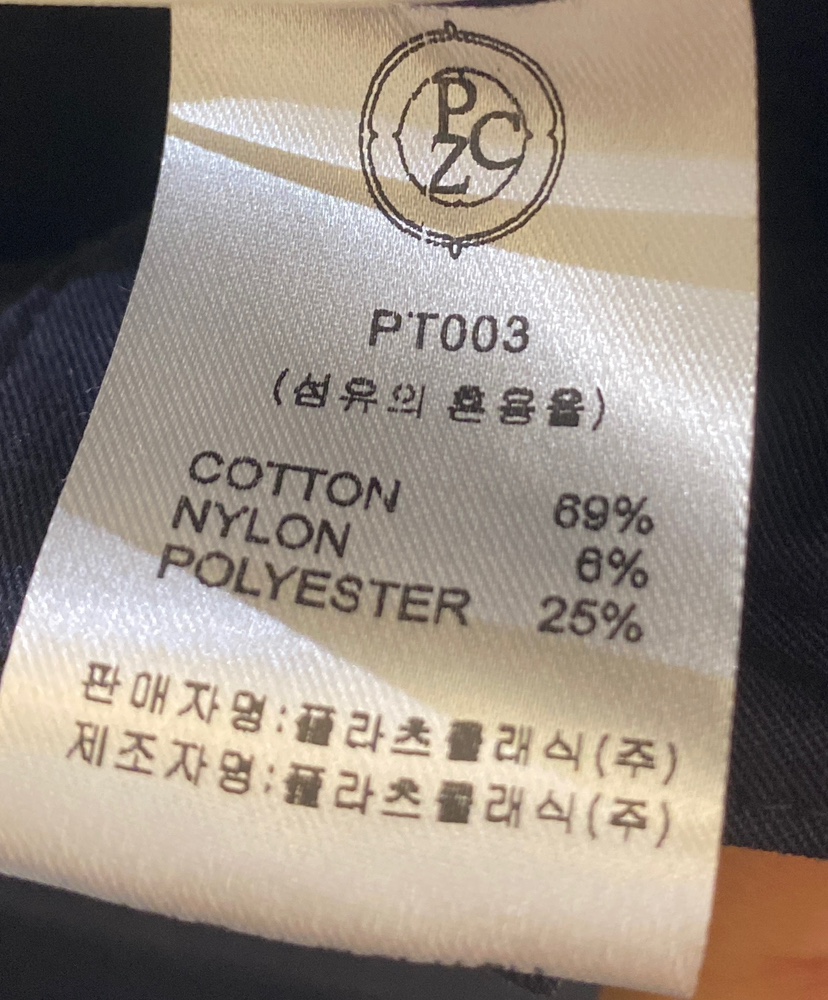 PCZ
PT003
(섬유의 혼용율)
COTTON 69%
NYLON 6%
POLYESTER 25%
판매자명:플라츠클래식(주)
제조자명:플라츠클래식(주)